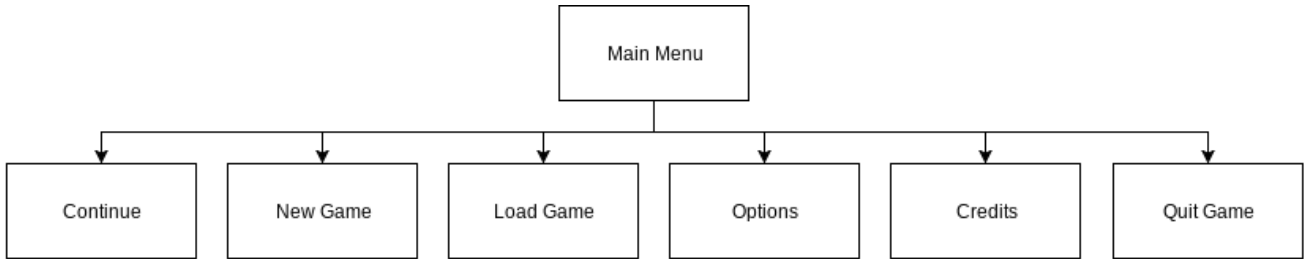 Main Menu
Continue
New Game
Load Game
Options
Credits
Quit Game